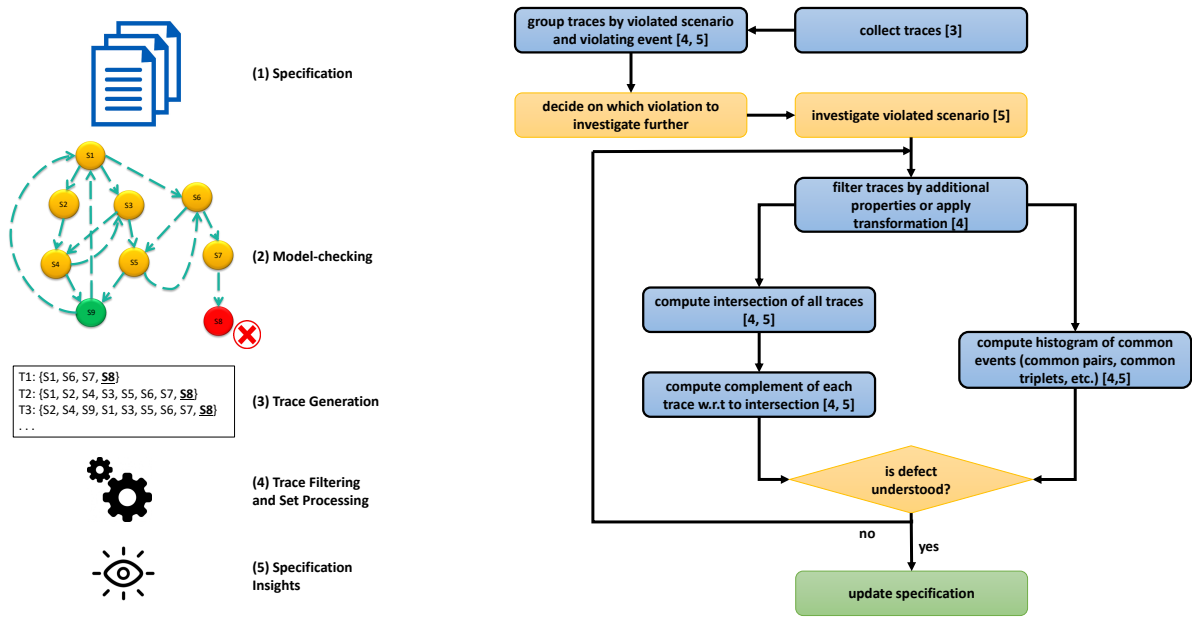 (1) Specification
S1
S2
S3
S6
S4
S5
S7
S9
S8
(2) Model-checking
T1: {S1, S6, S7, S8}
T2: {S1, S2, S4, S3, S5, S6, S7, S8}
T3: {S2, S4, S9, S1, S3, S5, S6, S7, S8}
. . .
(3) Trace Generation
(4) Trace Filtering
and Set Processing
(5) Specification
Insights
group traces by violated scenario
and violating event [4, 5]
collect traces [3]
decide on which violation to
investigate further
investigate violated scenario [5]
filter traces by additional
properties or apply
transformation [4]
compute intersection of all traces
[4, 5]
compute histogram of common
events (common pairs, common
triplets, etc.) [4,5]
compute complement of each
trace w.r.t to intersection [4, 5]
is defect
understood?
no
yes
update specification